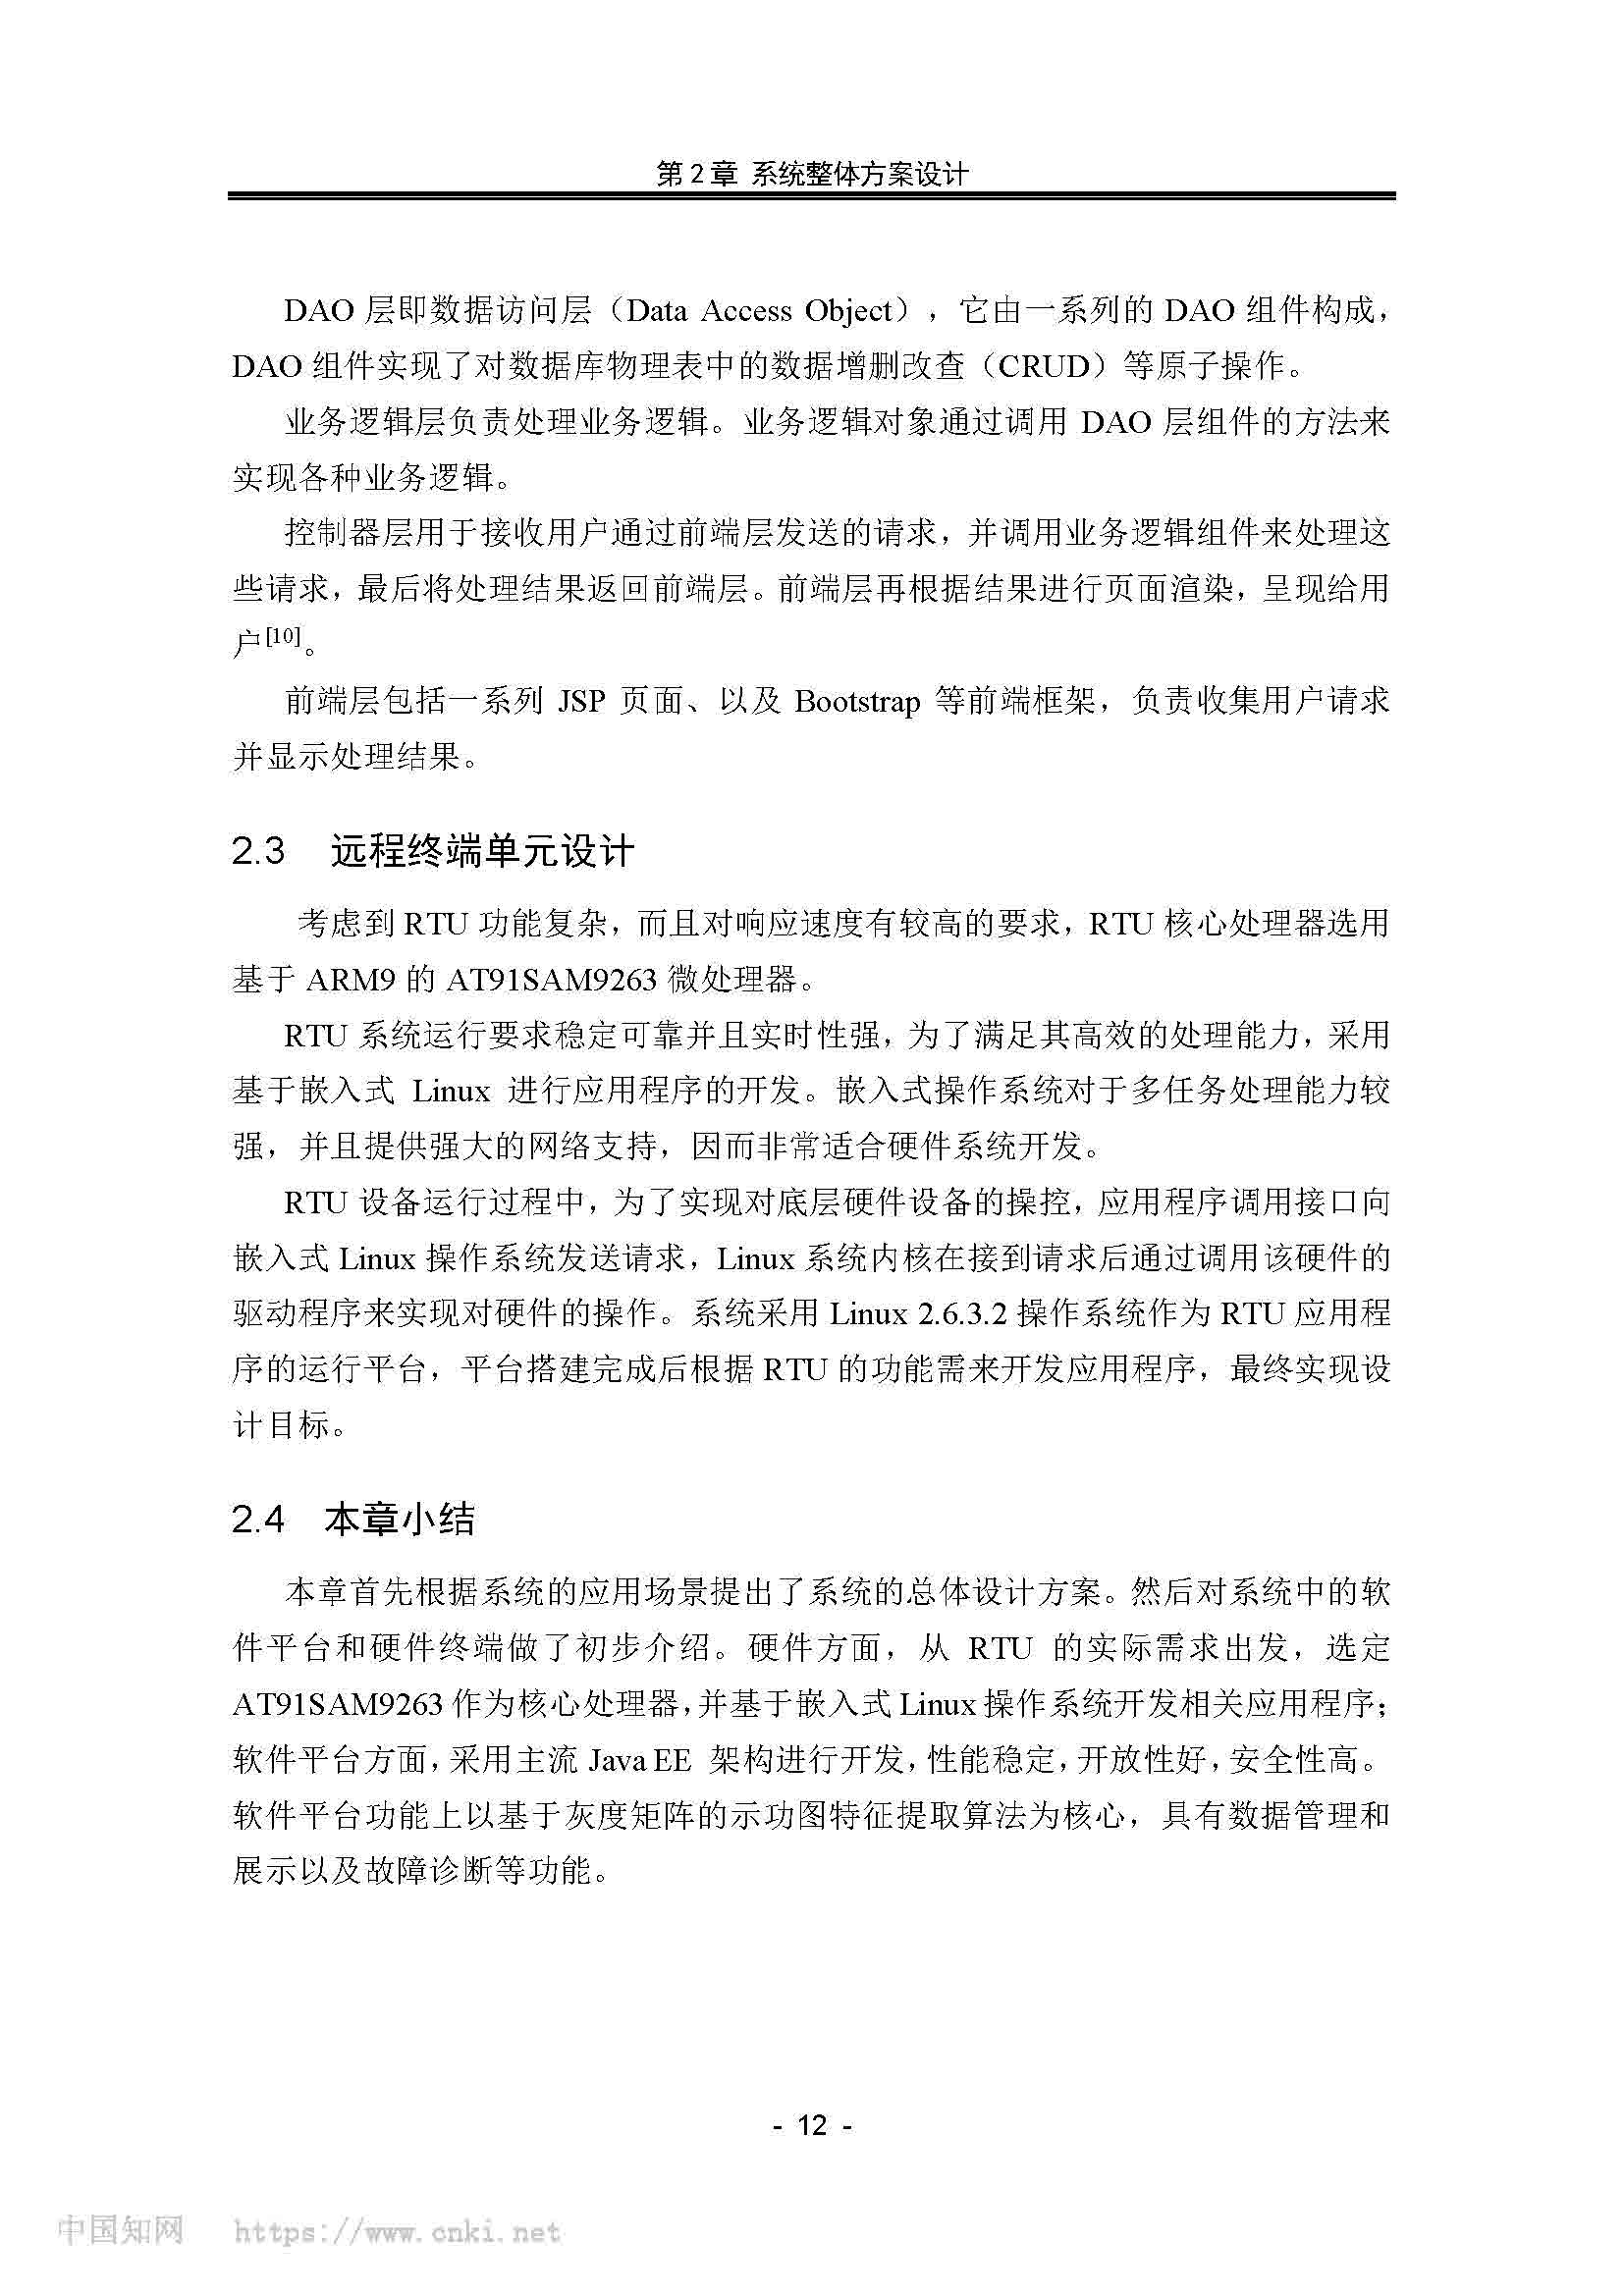 第 2 章 系统整体方案设计
DAO 层即数据访问层（Data Access Object），它由一系列的 DAO 组件构成，
DAO 组件实现了对数据库物理表中的数据增删改查（CRUD）等原子操作。
业务逻辑层负责处理业务逻辑。业务逻辑对象通过调用 DAO 层组件的方法来
实现各种业务逻辑。
控制器层用于接收用户通过前端层发送的请求，并调用业务逻辑组件来处理这
些请求，最后将处理结果返回前端层。前端层再根据结果进行页面渲染，呈现给用
户[10]。
前端层包括一系列 JSP 页面、以及 Bootstrap 等前端框架，负责收集用户请求
并显示处理结果。
2.3 远程终端单元设计
考虑到 RTU 功能复杂，而且对响应速度有较高的要求，RTU 核心处理器选用
基于 ARM9 的 AT91SAM9263 微处理器。
RTU 系统运行要求稳定可靠并且实时性强，为了满足其高效的处理能力，采用
基于嵌入式 Linux 进行应用程序的开发。嵌入式操作系统对于多任务处理能力较
强，并且提供强大的网络支持，因而非常适合硬件系统开发。
RTU 设备运行过程中，为了实现对底层硬件设备的操控，应用程序调用接口向
嵌入式 Linux 操作系统发送请求，Linux 系统内核在接到请求后通过调用该硬件的
驱动程序来实现对硬件的操作。系统采用 Linux 2.6.3.2 操作系统作为 RTU 应用程
序的运行平台，平台搭建完成后根据 RTU 的功能需来开发应用程序，最终实现设
计目标。
2.4 本章小结
本章首先根据系统的应用场景提出了系统的总体设计方案。然后对系统中的软
件平台和硬件终端做了初步介绍。硬件方面，从 RTU 的实际需求出发，选定
AT91SAM9263 作为核心处理器，并基于嵌入式 Linux 操作系统开发相关应用程序；
软件平台方面，采用主流 Java EE 架构进行开发，性能稳定，开放性好，安全性高。
软件平台功能上以基于灰度矩阵的示功图特征提取算法为核心，具有数据管理和
展示以及故障诊断等功能。
- 12 -
中国知网 https://www.cnki.net